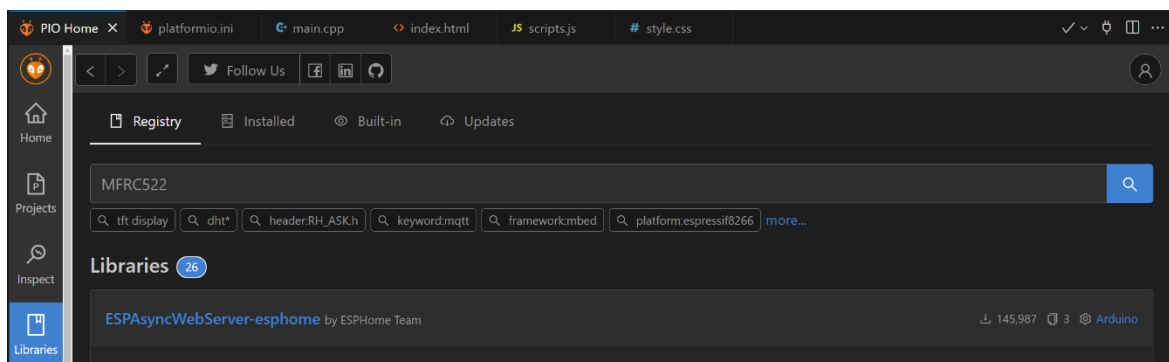 PIO Home platformio.ini main.cpp index.html JS scripts.js # style.css
Follow Us
Home
Registry Installed Built-in Updates
MFRC522
Projects
tft display dht* header:RH_ASK.h keyword:mqtt framework:mbed platform:espressif8266 more...
Libraries 26
Inspect
ESPAsyncWebServer-esphome by ESPHome Team 145,987 3 Arduino
Libraries